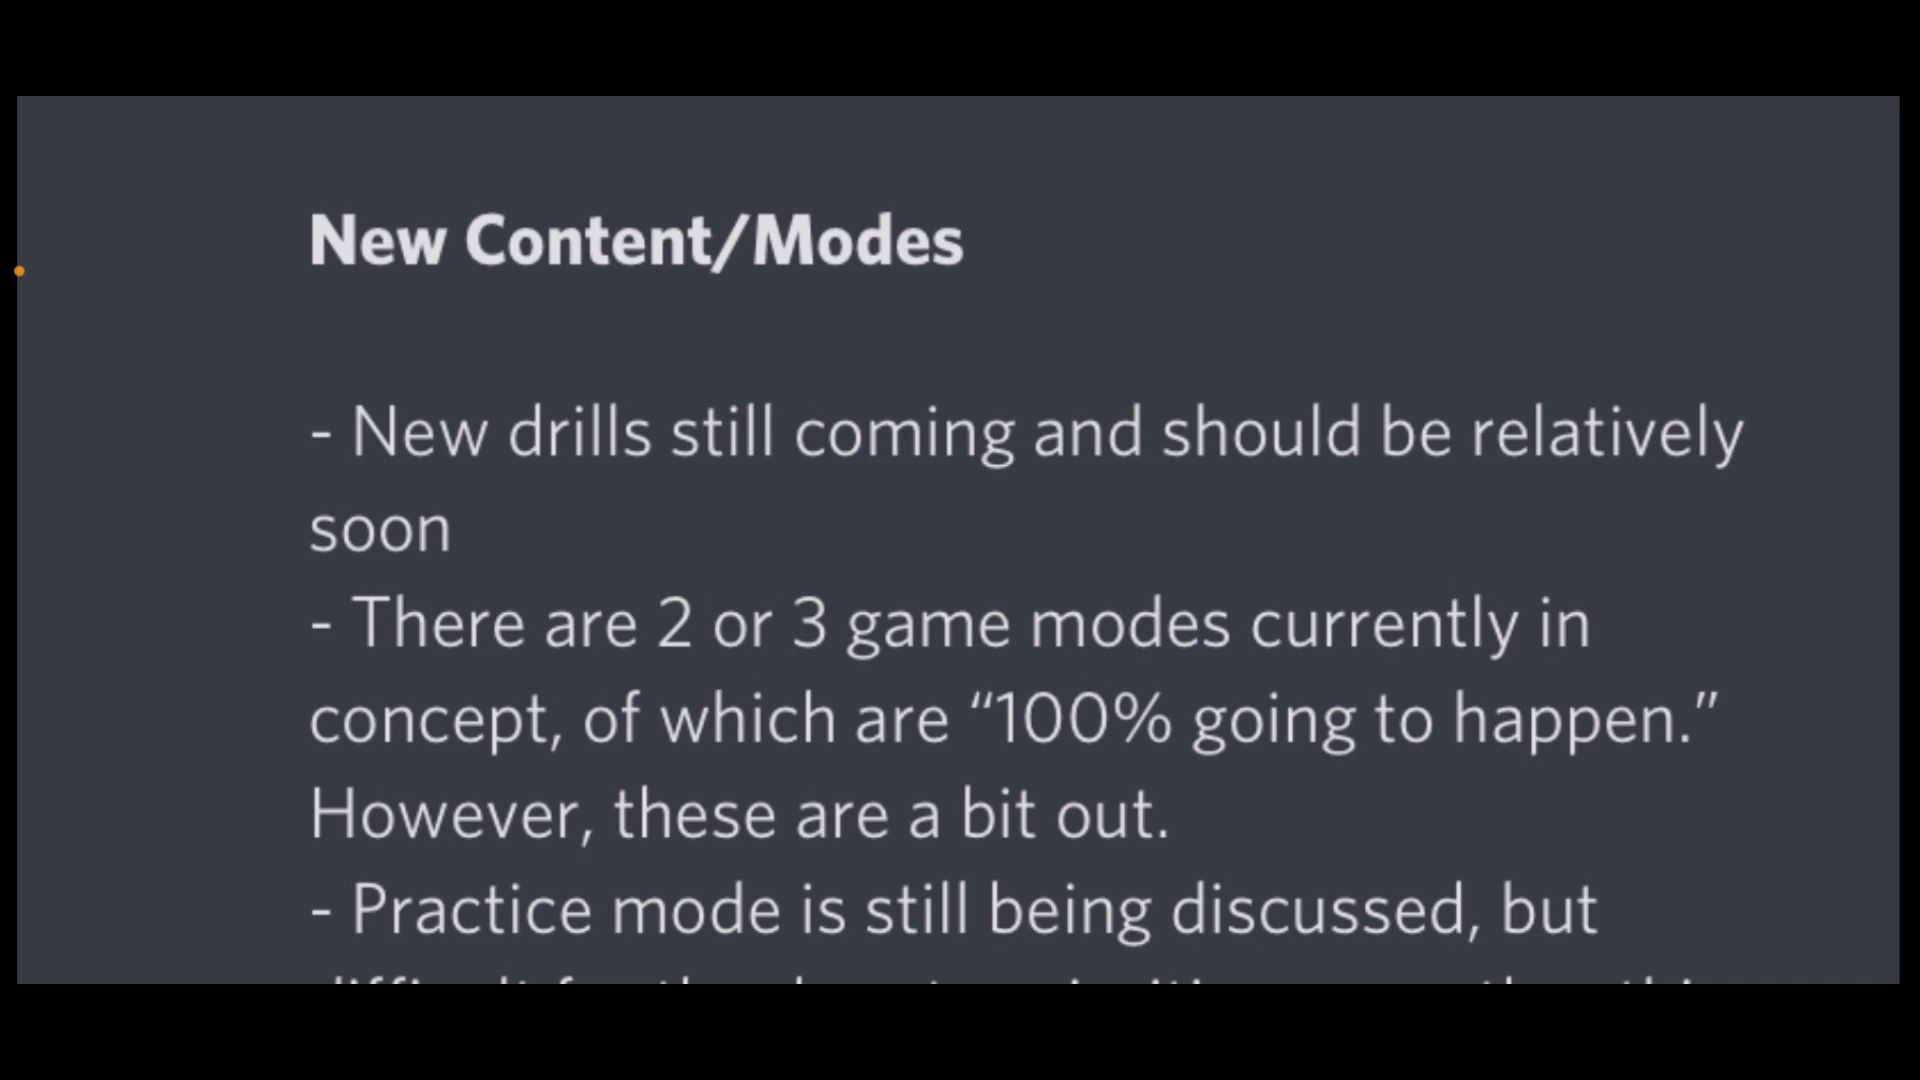 New Content/Modes
- New drills still coming and should be relatively
soon
- There are 2 or 3 game modes currently in
concept, of which are “100% going to happen.”
However, these are a bit out.
- Practice mode is still being discussed, but